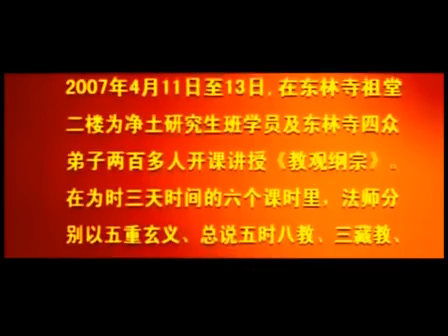 2007年4月11日至13日,在东林寺祖堂
二楼为净土研究生班学员及东林寺四众
弟子两百多人开课讲授《教观纲宗》.
在为时三天时间的六个课时里，法师分
别以五重玄义、总说五时八教、三藏教、